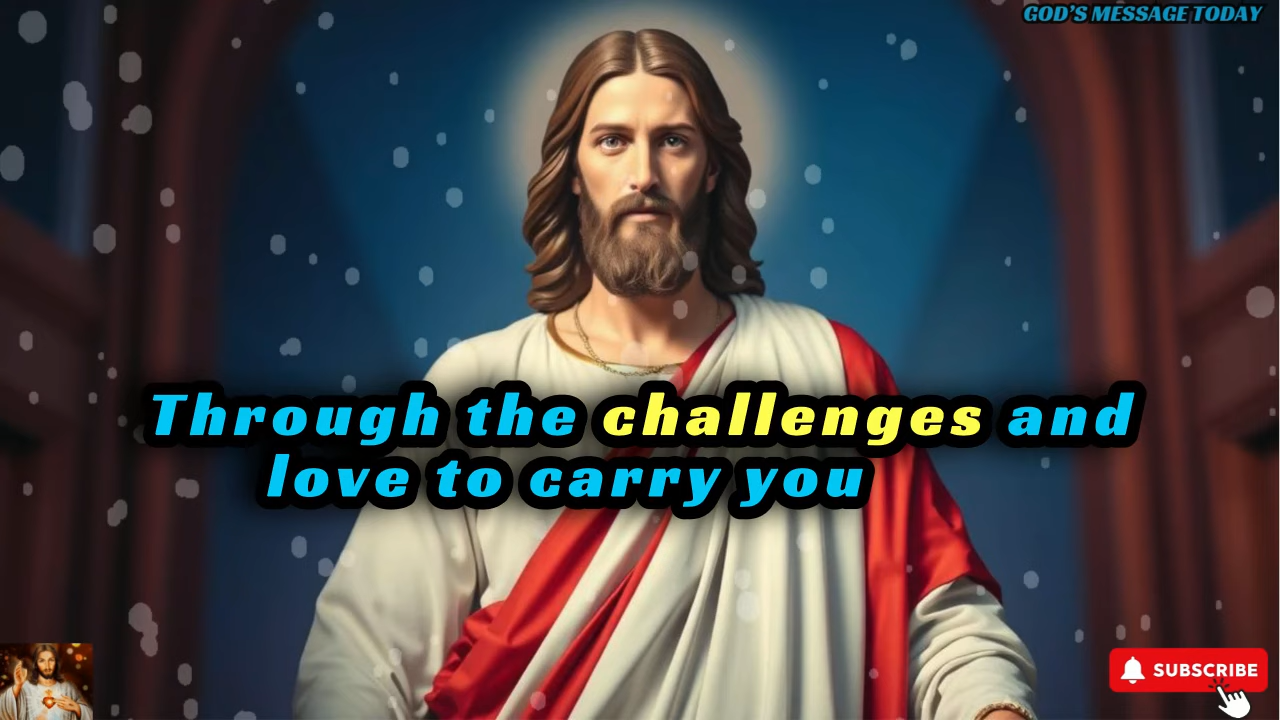 GOD'S MESSAGE TODAY
Through the challenges and
love to carry you
SUBSCRIBE